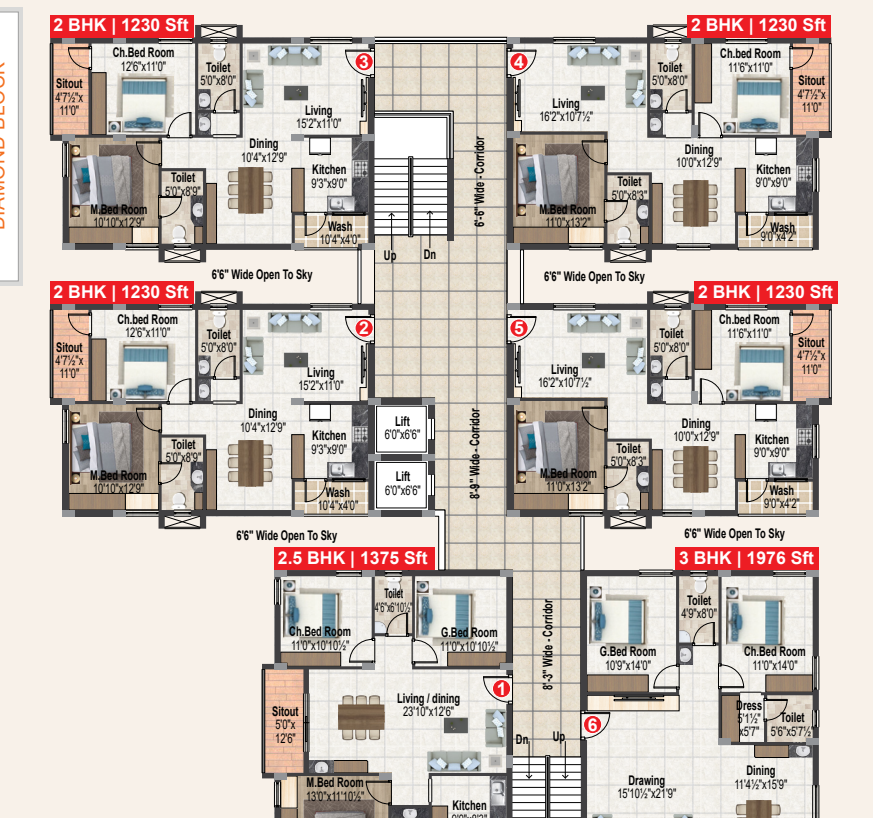 DIAMOND BLOCK
2 BHK | 1230 Sft
Ch.Bed Room
12'6"x11'0"
Toilet
5'0"x8'0"
Sitout
4'7½"x
11'0"
Living
15'2"x11'0"
3
Dining
10'4"x12'9"
Kitchen
9'3"x9'0"
Toilet
5'0"x8'9"
M.Bed Room
10'10"x12'9"
Wash
10'4"x4'0"
2 BHK | 1230 Sft
4
Living
16'2"x10'7½"
Toilet
5'0"x8'0"
Ch.bed Room
11'6"x11'0"
Sitout
4'7½"x
11'0"
Dining
10'0"x12'9"
Kitchen
9'0"x9'0"
Toilet
5'0"x8'3"
M.Bed Room
11'0"x13'2"
Wash
9'0"x4'2"
6'-6" Wide - Corridor
Up
Dn
6'6" Wide Open To Sky
6'6" Wide Open To Sky
2 BHK | 1230 Sft
Ch.bed Room
12'6"x11'0"
Toilet
5'0"x8'0"
Sitout
4'7½"x
11'0"
Living
15'2"x11'0"
2
Dining
10'4"x12'9"
Kitchen
9'3"x9'0"
Toilet
5'0"x8'9"
M.Bed Room
10'10"x12'9"
Wash
10'4"x4'0"
Lift
6'0"x6'6"
Lift
6'0"x6'6"
8'-9" Wide - Corridor
2 BHK | 1230 Sft
5
Living
16'2"x10'7½"
Toilet
5'0"x8'0"
Ch.bed Room
11'6"x11'0"
Sitout
4'7½"x
11'0"
Dining
10'0"x12'9"
Kitchen
9'0"x9'0"
Toilet
5'0"x8'3"
M.Bed Room
11'0"x13'2"
Wash
9'0"x4'2"
6'6" Wide Open To Sky
6'6" Wide Open To Sky
2.5 BHK | 1375 Sft
Ch.Bed Room
11'0"x10'10½"
Toilet
4'6"x6'10½"
G.Bed Room
11'0"x10'10½"
1
Living / dining
23'10"x12'6"
Sitout
5'0"x
12'6"
M.Bed Room
13'0"x11'10½"
Kitchen
8'-3" Wide - Corridor
Dn
Up
3 BHK | 1976 Sft
Toilet
4'9"x8'0"
G.Bed Room
10'9"x14'0"
Ch.Bed Room
11'0"x14'0"
6
Dress
5'1½"
x5'7"
Toilet
5'6"x5'7½"
Drawing
15'10½"x21'9"
Dining
11'4½"x15'9"